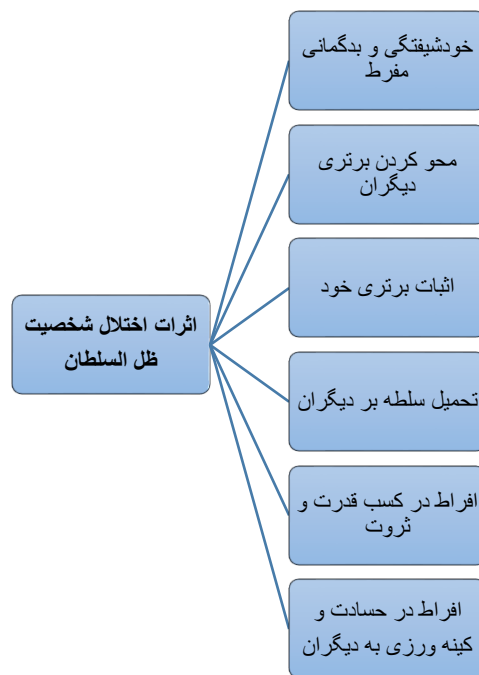 خودشیفتگی و بدگمانی
مفرط
محو کردن برتری
دیگران
اثبات برتری خود
اثرات اختلال شخصیت
ظل السلطان
تحمیل سلطه بر دیگران
افراط در کسب قدرت و
ثروت
افراط در حسادت و
کینه ورزی به دیگران